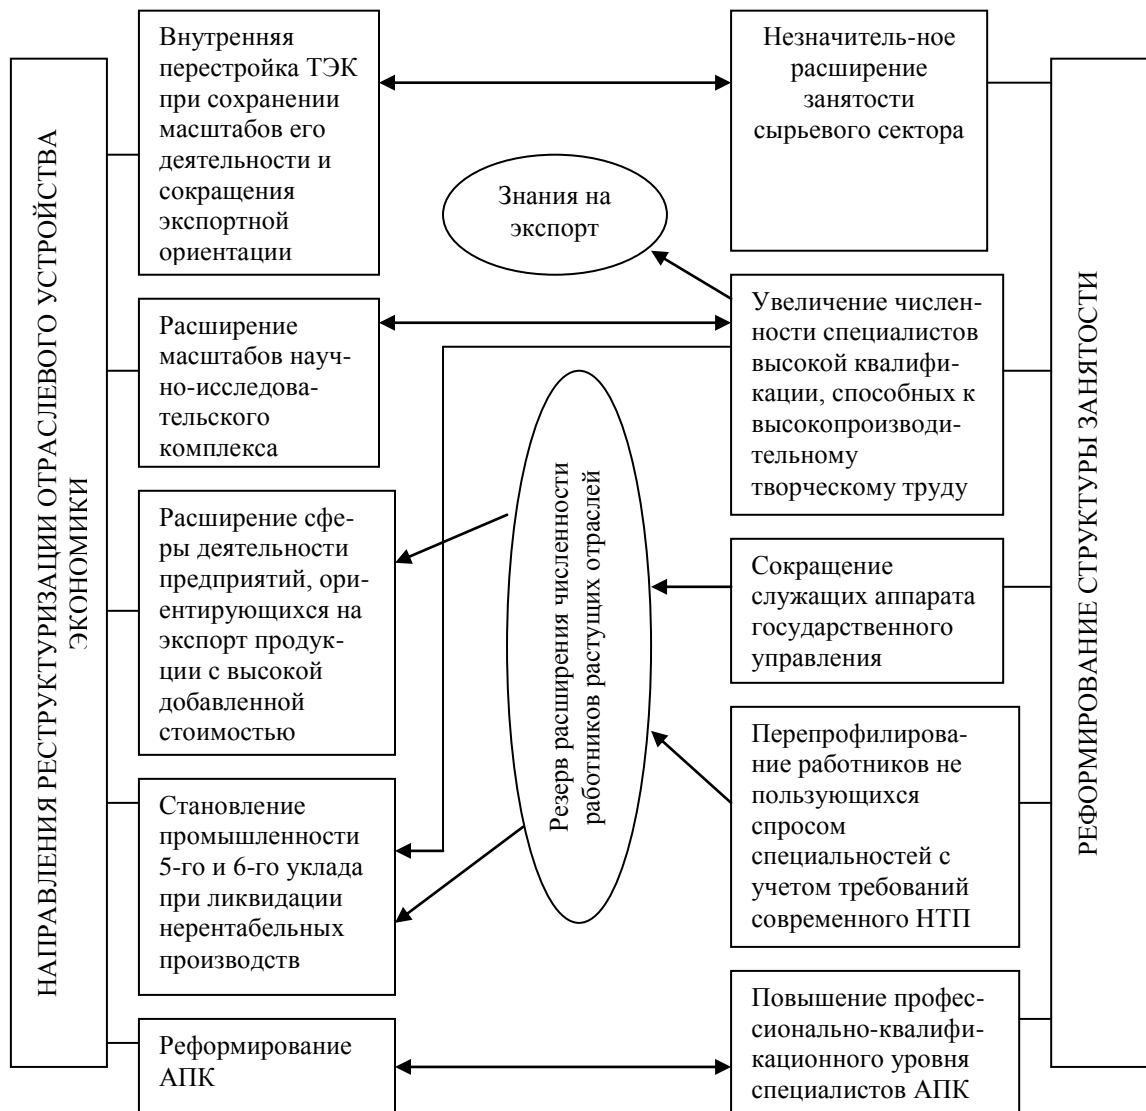 НАПРАВЛЕНИЯ РЕСТРУКТУРИЗАЦИИ ОТРАСЛЕВОГО УСТРОЙСТВА
ЭКОНОМИКИ
Внутренняя
перестройка ТЭК
при сохранении
масштабов его
деятельности и
сокращения
экспортной
ориентации
Расширение
масштабов науч-
но-исследова-
тельского
комплекса
Расширение сфе-
ры деятельности
предприятий, ори-
ентирующихся на
экспорт продук-
ции с высокой
добавленной
стоимостью
Становление
промышленности
5-го и 6-го уклада
при ликвидации
нерентабельных
производств
Реформирование
АПК
Знания на
экспорт
Резерв расширения численности
работников растущих отраслей
Незначитель-ное
расширение
занятости
сырьевого сектора
Увеличение числен-
ности специалистов
высокой квалифи-
кации, способных к
высокопроизводи-
тельному
творческому труду
Сокращение
служащих аппарата
государственного
управления
Перепрофилирова-
ние работников не
пользующихся
спросом
специальностей с
учетом требований
современного НТП
Повышение профес-
сионально-квалифи-
кационного уровня
специалистов АПК
РЕФОРМИРОВАНИЕ СТРУКТУРЫ ЗАНЯТОСТИ